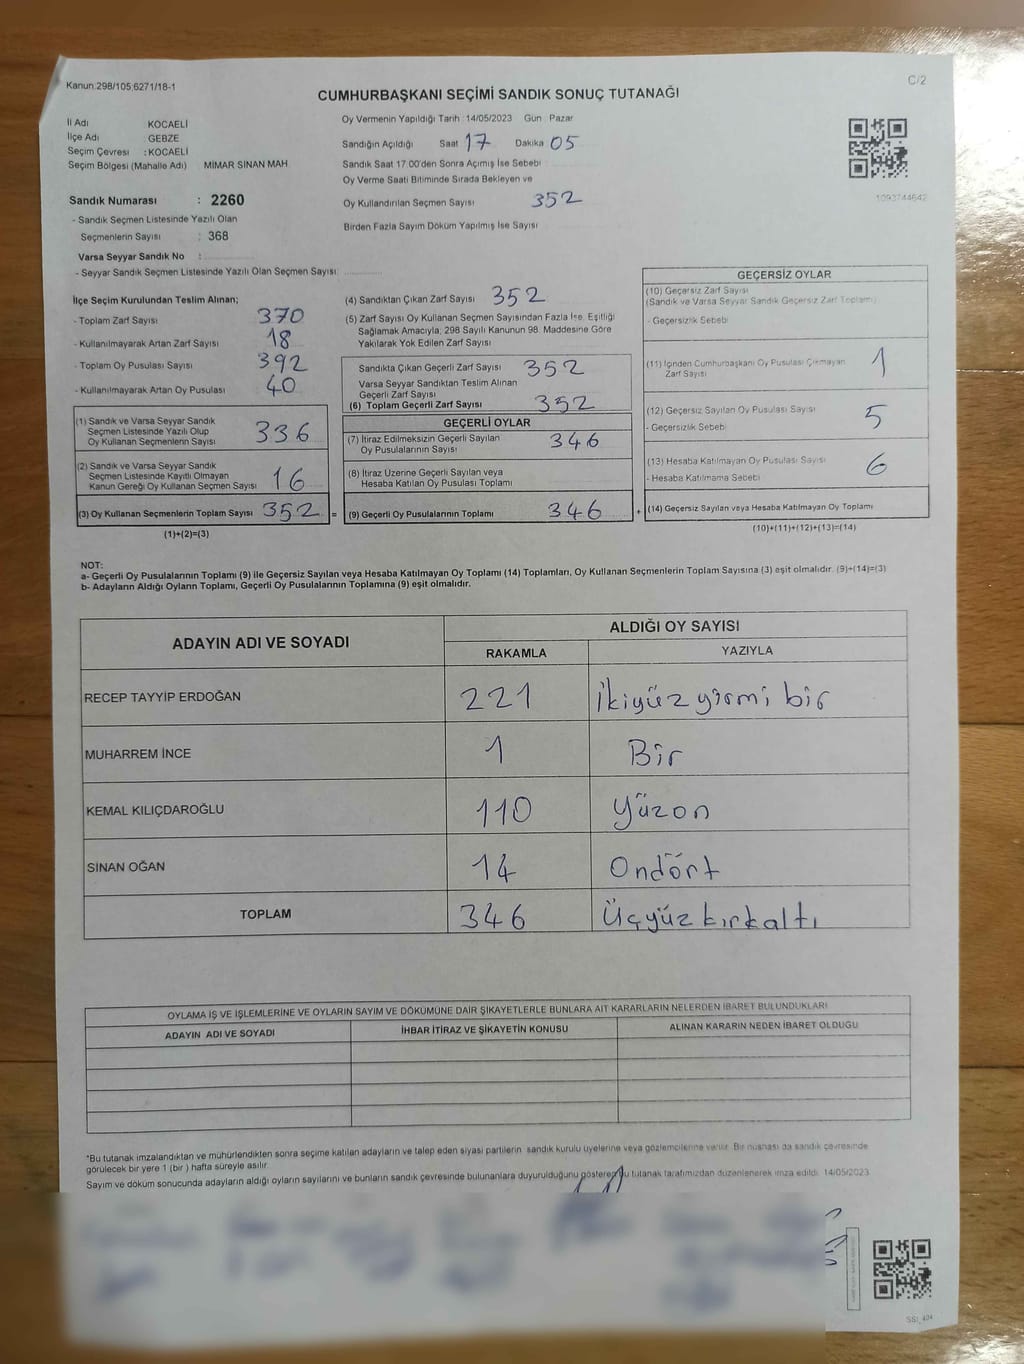 Kanun:298/105;6271/18-1
C/2
CUMHURBAŞKANI SEÇİMİ SANDIK SONUÇ TUTANAĞI
İl Adı KOCAELİ
İlçe Adı GEBZE
Seçim Çevresi :KOCAELİ
Seçim Bölgesi (Mahalle Adı) MİMAR SİNAN MAH.
Oy Vermenin Yapıldığı Tarih :14/05/2023 Gün : Pazar
Sandığın Açıldığı Saat 17 Dakika 05
Sandık Saat 17:00'den Sonra Açmış İse Sebebi :
Oy Verme Saati Bitiminde Sırada Bekleyen ve
Oy Kullandırılan Seçmen Sayısı 352
Birden Fazla Sayım Döküm Yapılmış İse Sayısı
1093744642
Sandık Numarası : 2260
- Sandık Seçmen Listesinde Yazılı Olan
Seçmenlerin Sayısı : 368
Varsa Seyyar Sandık No :
- Seyyar Sandık Seçmen Listesinde Yazılı Olan Seçmen Sayısı:
İlçe Seçim Kurulundan Teslim Alınan;
- Toplam Zarf Sayısı 370
- Kullanılmayarak Artan Zarf Sayısı 18
- Toplam Oy Pusulası Sayısı 392
- Kullanılmayarak Artan Oy Pusulası 40
(1) Sandık ve Varsa Seyyar Sandık
Seçmen Listesinde Yazılı Olup
Oy Kullanan Seçmenlerin Sayısı 336
(2) Sandık ve Varsa Seyyar Sandık
Seçmen Listesinde Kayıtlı Olmayan
Kanun Gereği Oy Kullanan Seçmen Sayısı 16
(3) Oy Kullanan Seçmenlerin Toplam Sayısı 352 =
(1)+(2)=(3)
(4) Sandıktan Çıkan Zarf Sayısı 352
(5) Zarf Sayısı Oy Kullanan Seçmen Sayısından Fazla İse, Eşitliği
Sağlamak Amacıyla, 298 Sayılı Kanunun 98. Maddesine Göre
Yakılarak Yok Edilen Zarf Sayısı
Sandıkta Çıkan Geçerli Zarf Sayısı 352
Varsa Seyyar Sandıktan Teslim Alınan
Geçerli Zarf Sayısı
(6) Toplam Geçerli Zarf Sayısı 352
GEÇERLİ OYLAR
(7) İtiraz Edilmeksizin Geçerli Sayılan
Oy Pusulalarının Sayısı 346
(8) İtiraz Üzerine Geçerli Sayılan veya
Hesaba Katılan Oy Pusulası Toplamı
(9) Geçerli Oy Pusulalarının Toplamı 346 +
GEÇERSİZ OYLAR
(10) Geçersiz Zarf Sayısı
(Sandık ve Varsa Seyyar Sandık Geçersiz Zarf Toplamı)
- Geçersizlik Sebebi
(11) İçinden Cumhurbaşkanı Oy Pusulası Çıkmayan
Zarf Sayısı 1
(12) Geçersiz Sayılan Oy Pusulası Sayısı 5
- Geçersizlik Sebebi
(13) Hesaba Katılmayan Oy Pusulası Sayısı 6
- Hesaba Katılmama Sebebi
(14) Geçersiz Sayılan veya Hesaba Katılmayan Oy Toplamı
(10)+(11)+(12)+(13)=(14)
NOT:
a- Geçerli Oy Pusulalarının Toplamı (9) ile Geçersiz Sayılan veya Hesaba Katılmayan Oy Toplamı (14) Toplamları, Oy Kullanan Seçmenlerin Toplam Sayısına (3) eşit olmalıdır. (9)+(14)=(3)
b- Adayların Aldığı Oyların Toplamı, Geçerli Oy Pusulalarının Toplamına (9) eşit olmalıdır.
ADAYIN ADI VE SOYADI
ALDIĞI OY SAYISI
RAKAMLA YAZIYLA
RECEP TAYYİP ERDOĞAN 221 İkiyüzyirmi bir
MUHARREM İNCE 1 Bir
KEMAL KILIÇDAROĞLU 110 Yüzon
SİNAN OĞAN 14 Ondört
TOPLAM 346 Üçyüzkırkaltı
OYLAMA İŞ VE İŞLEMLERİNE VE OYLARIN SAYIM VE DÖKÜMÜNE DAİR ŞİKAYETLERLE BUNLARA AİT KARARLARIN NELERDEN İBARET BULUNDUKLARI
ADAYIN ADI VE SOYADI İHBAR İTİRAZ VE ŞİKAYETİN KONUSU ALINAN KARARIN NEDEN İBARET OLDUĞU
*Bu tutanak imzalandıktan ve mühürlendikten sonra seçime katılan adayların ve talep eden siyasi partilerin sandık kurulu üyelerine veya gözlemcilerine verilir. Bir nüshası da sandık çevresinde
görülecek bir yere 1 (bir ) hafta süreyle asılır.
Sayım ve döküm sonucunda adayların aldığı oyların sayılarını ve bunların sandık çevresinde bulunanlara duyurulduğunu gösteren bu tutanak tarafımızdan düzenlenerek imza edildi. 14/05/2023